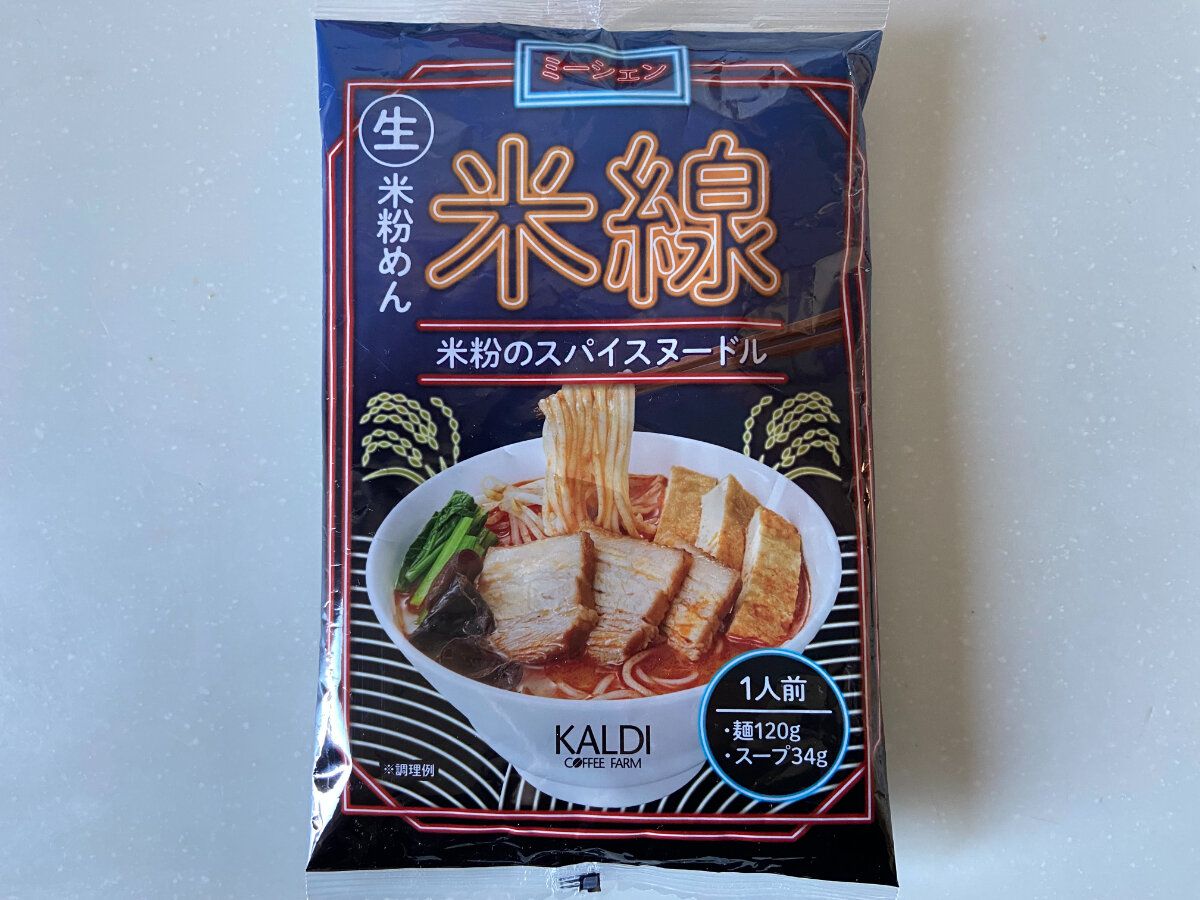 ミーシェン
生
米粉めん
米線
米粉のスパイスヌードル
1人前
・麺120g
・スープ34g
KALDI
COFFEE FARM
※調理例